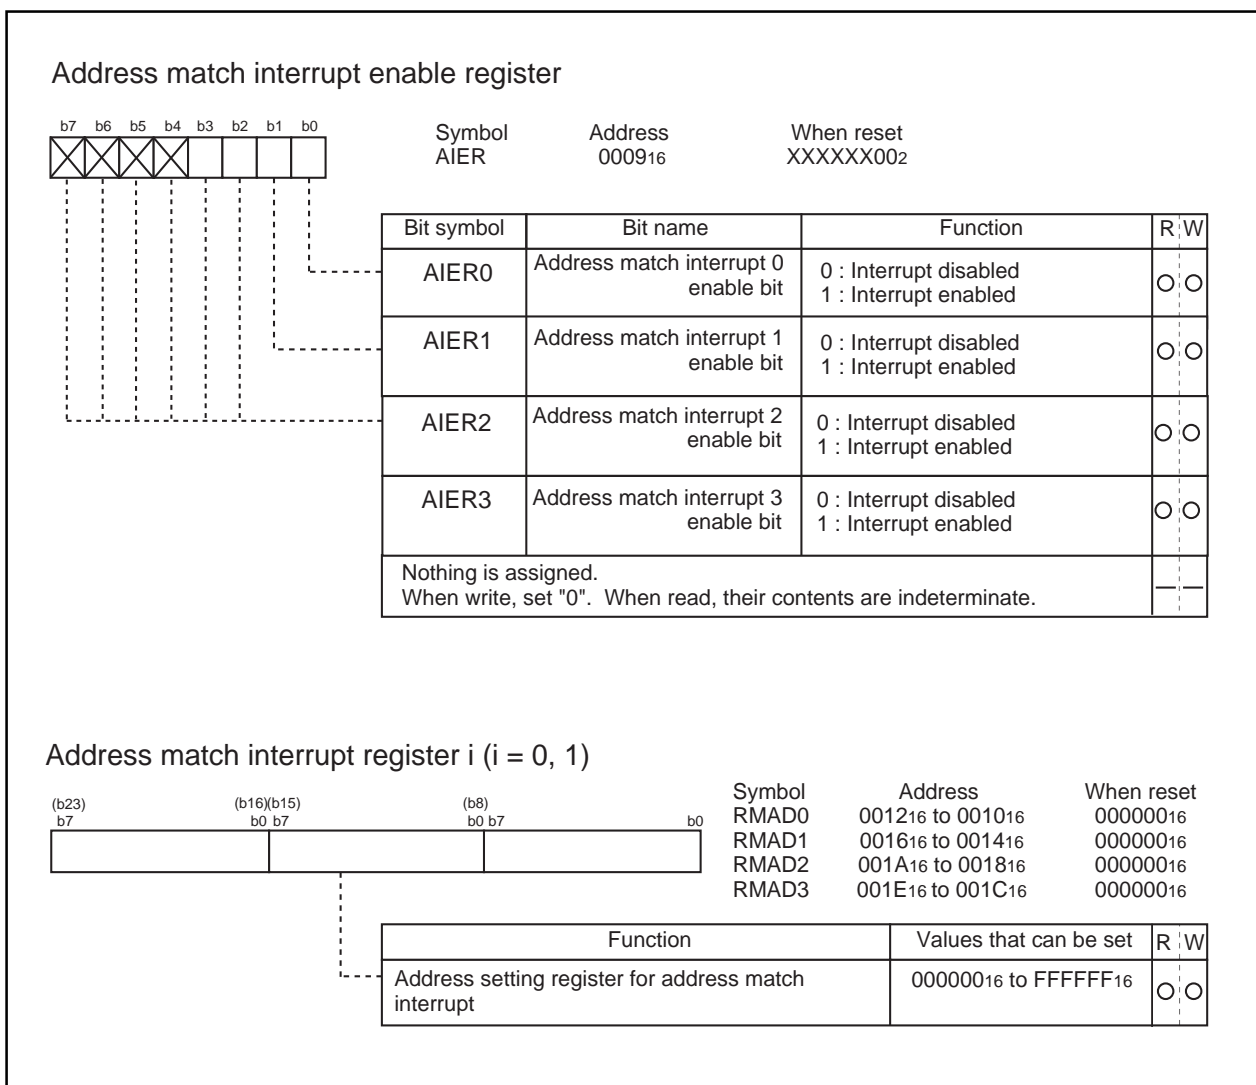 Address match interrupt enable register
b7 b6 b5 b4 b3 b2 b1 b0
Symbol Address When reset
AIER 000916 XXXXXX002
Bit symbol Bit name Function R W
AIER0 Address match interrupt 0 enable bit 0 : Interrupt disabled
1 : Interrupt enabled
AIER1 Address match interrupt 1 enable bit 0 : Interrupt disabled
1 : Interrupt enabled
AIER2 Address match interrupt 2 enable bit 0 : Interrupt disabled
1 : Interrupt enabled
AIER3 Address match interrupt 3 enable bit 0 : Interrupt disabled
1 : Interrupt enabled
Nothing is assigned.
When write, set "0". When read, their contents are indeterminate.
Address match interrupt register i (i = 0, 1)
(b23) (b16)(b15) (b8)
b7 b0 b7 b0 b7 b0
Symbol Address When reset
RMAD0 001216 to 001016 00000016
RMAD1 001616 to 001416 00000016
RMAD2 001A16 to 001816 00000016
RMAD3 001E16 to 001C16 00000016
Function Values that can be set R W
Address setting register for address match
interrupt
00000016 to FFFFFF16